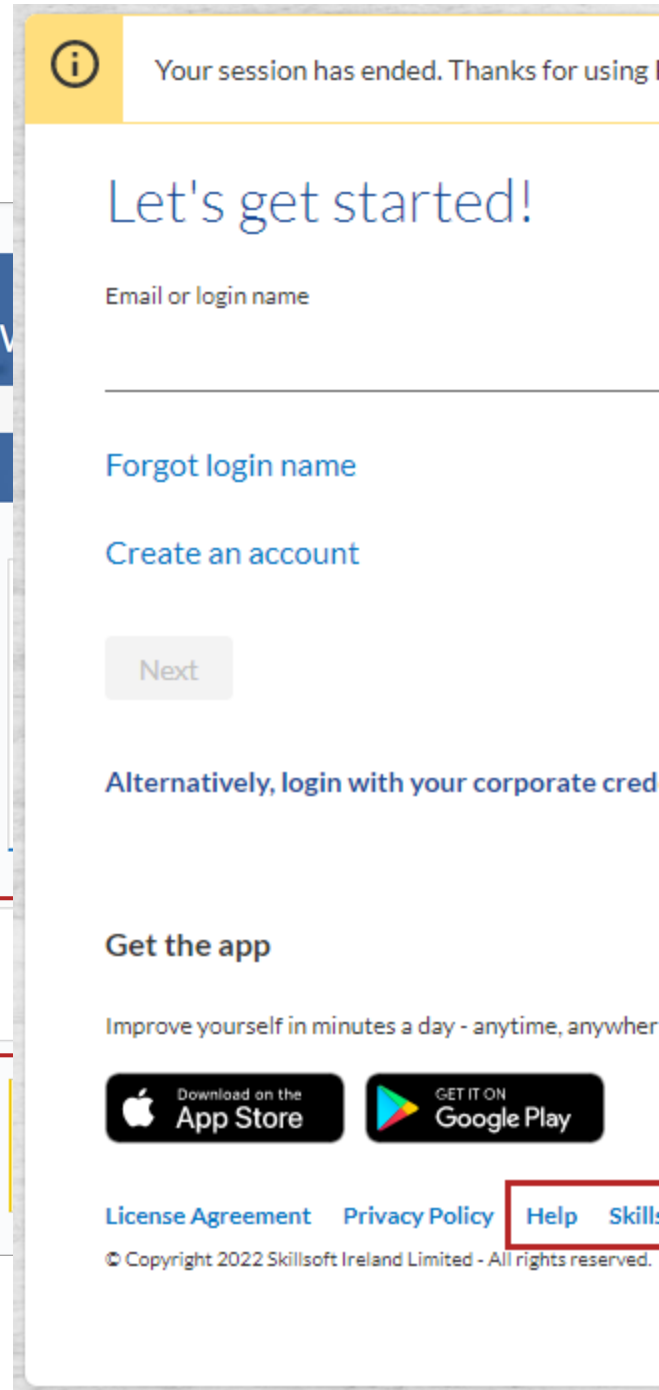 Your session has ended. Thanks for using
Let's get started!
Email or login name
Forgot login name
Create an account
Next
Alternatively, login with your corporate cred
Get the app
Improve yourself in minutes a day - anytime, anywher
Download on the
App Store
GET IT ON
Google Play
License Agreement Privacy Policy Help Skills
© Copyright 2022 Skillsoft Ireland Limited - All rights reserved.